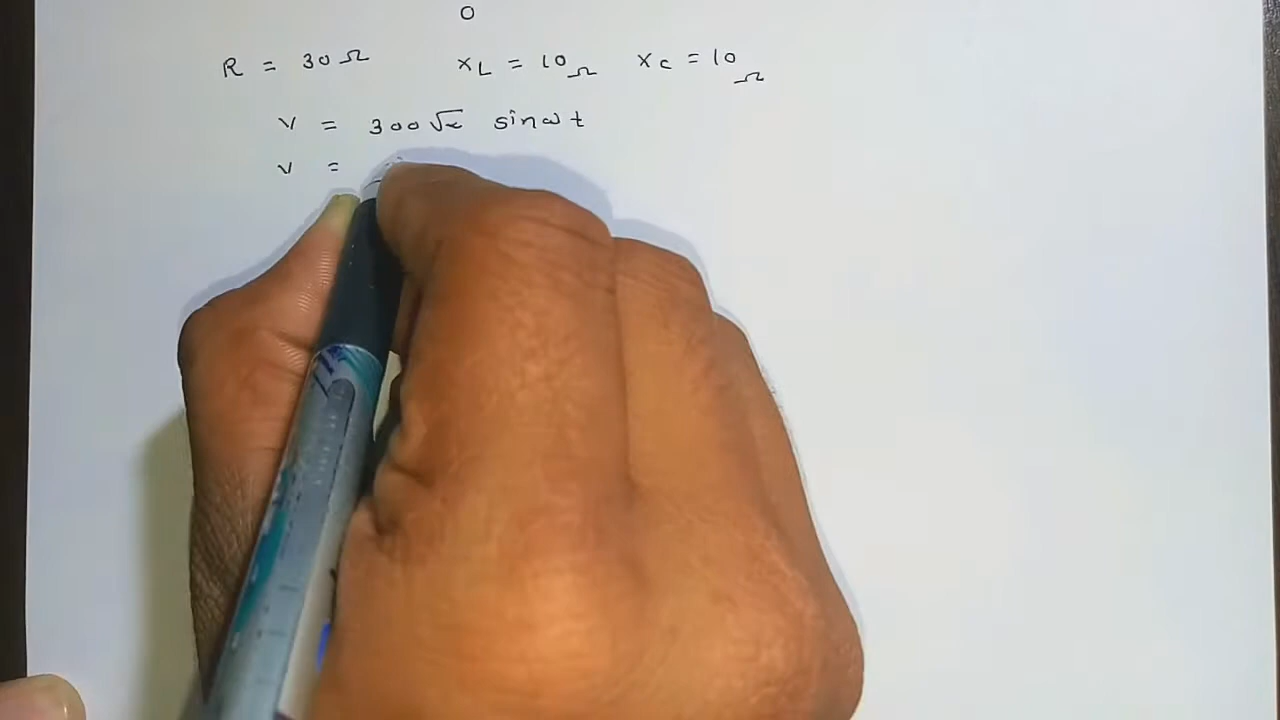 0
R = 30Ω XL = 10Ω XC = 10Ω
V = 300√2 sinωt
V =